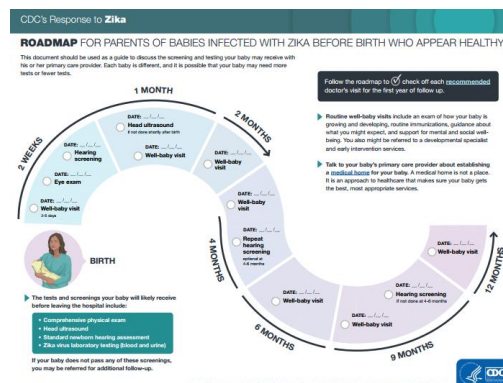 CDC's Response to Zika
ROADMAP FOR PARENTS OF BABIES INFECTED WITH ZIKA BEFORE BIRTH WHO APPEAR HEALTHY
This document should be used as a guide to discuss the screening and testing your baby may receive with
his or her primary care provider. Each baby is different, and it is possible that your baby may need more
tests or fewer tests.
Follow the roadmap to check off each recommended
doctor's visit for the first year of follow up.
Routine well-baby visits include an exam of how your baby is
growing and developing, routine immunizations, guidance about
what you might expect, and support for mental and social well-
being. You also might be referred to a developmental specialist
and early intervention services.
Talk to your baby's primary care provider about establishing
a medical home for your baby. A medical home is not a place.
It is an approach to healthcare that makes sure your baby gets
the best, most appropriate services.
BIRTH
The tests and screenings your baby will likely receive
before leaving the hospital include:
• Comprehensive physical exam
• Head ultrasound
• Standard newborn hearing assessment
• Zika virus laboratory testing (blood and urine)
If your baby does not pass any of these screenings,
you may be referred for additional follow-up.
2 WEEKS
DATE: __/__/__
Hearing
screening
DATE: __/__/__
Eye exam
DATE: __/__/__
Well-baby visit
3-5 days
1 MONTH
DATE: __/__/__
Head ultrasound
if not done shortly after birth
DATE: __/__/__
Well-baby visit
2 MONTHS
DATE: __/__/__
Well-baby
visit
4 MONTHS
DATE: __/__/__
Well-baby
visit
DATE: __/__/__
Repeat
hearing
screening
optional at
4-6 months
6 MONTHS
DATE: __/__/__
Well-baby visit
9 MONTHS
DATE: __/__/__
Hearing screening
if not done at 4-6 months
DATE: __/__/__
Well-baby visit
12 MONTHS
DATE: __/__/__
Well-baby visit
CDC